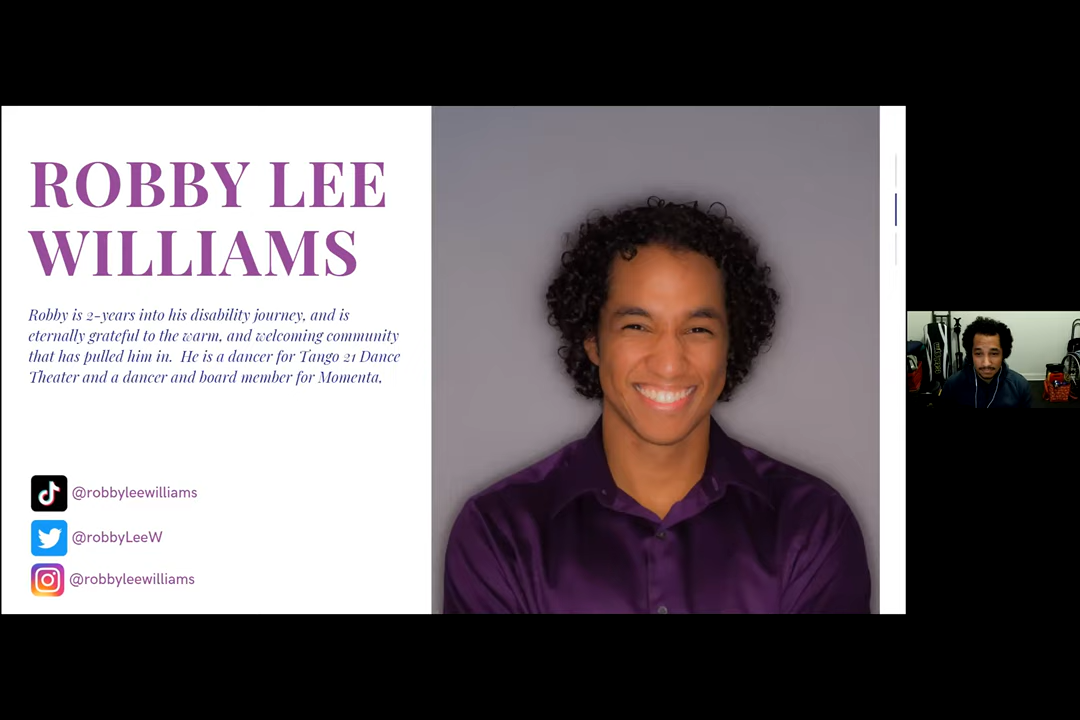 ROBBY LEE
WILLIAMS
Robby is 2-years into his disability journey, and is
eternally grateful to the warm, and welcoming community
that has pulled him in. He is a dancer for Tango 21 Dance
Theater and a dancer and board member for Momenta,
@robbyleewilliams
@robbyLeeW
@robbyleewilliams